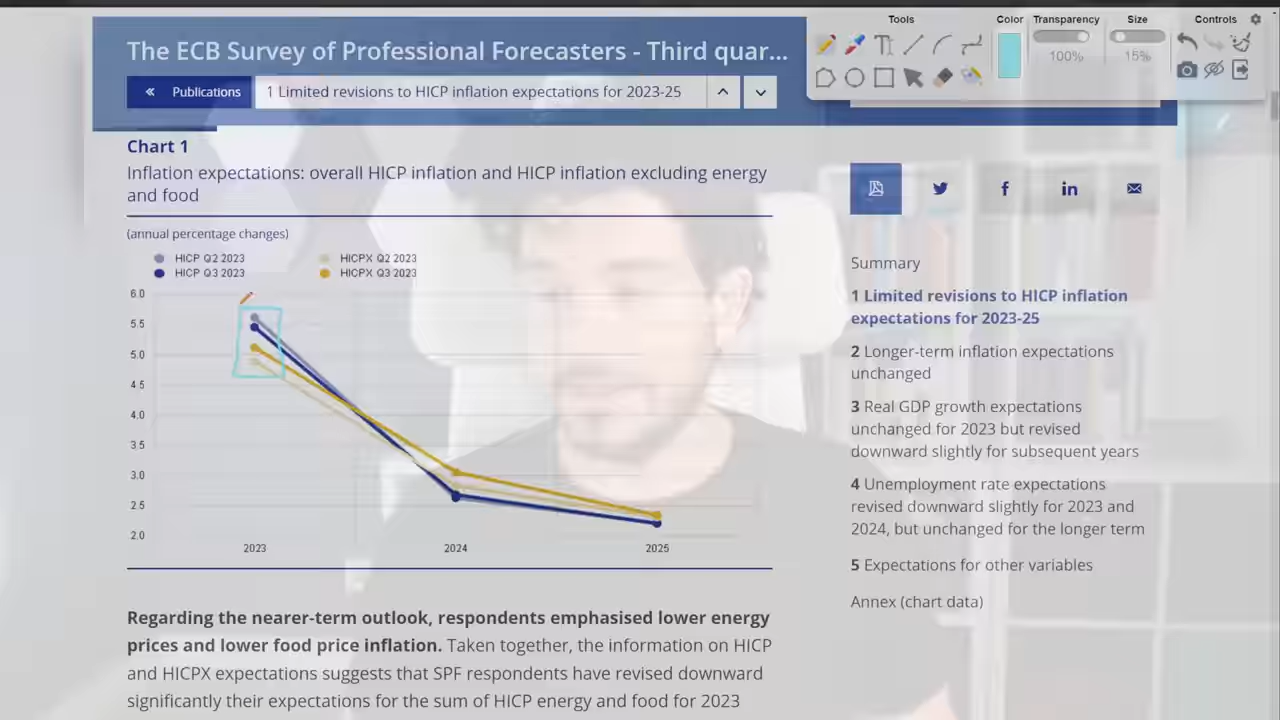 Tools
Color
Transparency
Size
Controls
100%
15%
The ECB Survey of Professional Forecasters - Third quar...
« Publications
1 Limited revisions to HICP inflation expectations for 2023-25
Chart 1
Inflation expectations: overall HICP inflation and HICP inflation excluding energy
and food
(annual percentage changes)
HICP Q2 2023
HICPX Q2 2023
HICP Q3 2023
HICPX Q3 2023
6.0
5.5
5.0
4.5
4.0
3.5
3.0
2.5
2.0
2023
2024
2025
Regarding the nearer-term outlook, respondents emphasised lower energy
prices and lower food price inflation. Taken together, the information on HICP
and HICPX expectations suggests that SPF respondents have revised downward
significantly their expectations for the sum of HICP energy and food for 2023
Summary
1 Limited revisions to HICP inflation
expectations for 2023-25
2 Longer-term inflation expectations
unchanged
3 Real GDP growth expectations
unchanged for 2023 but revised
downward slightly for subsequent years
4 Unemployment rate expectations
revised downward slightly for 2023 and
2024, but unchanged for the longer term
5 Expectations for other variables
Annex (chart data)